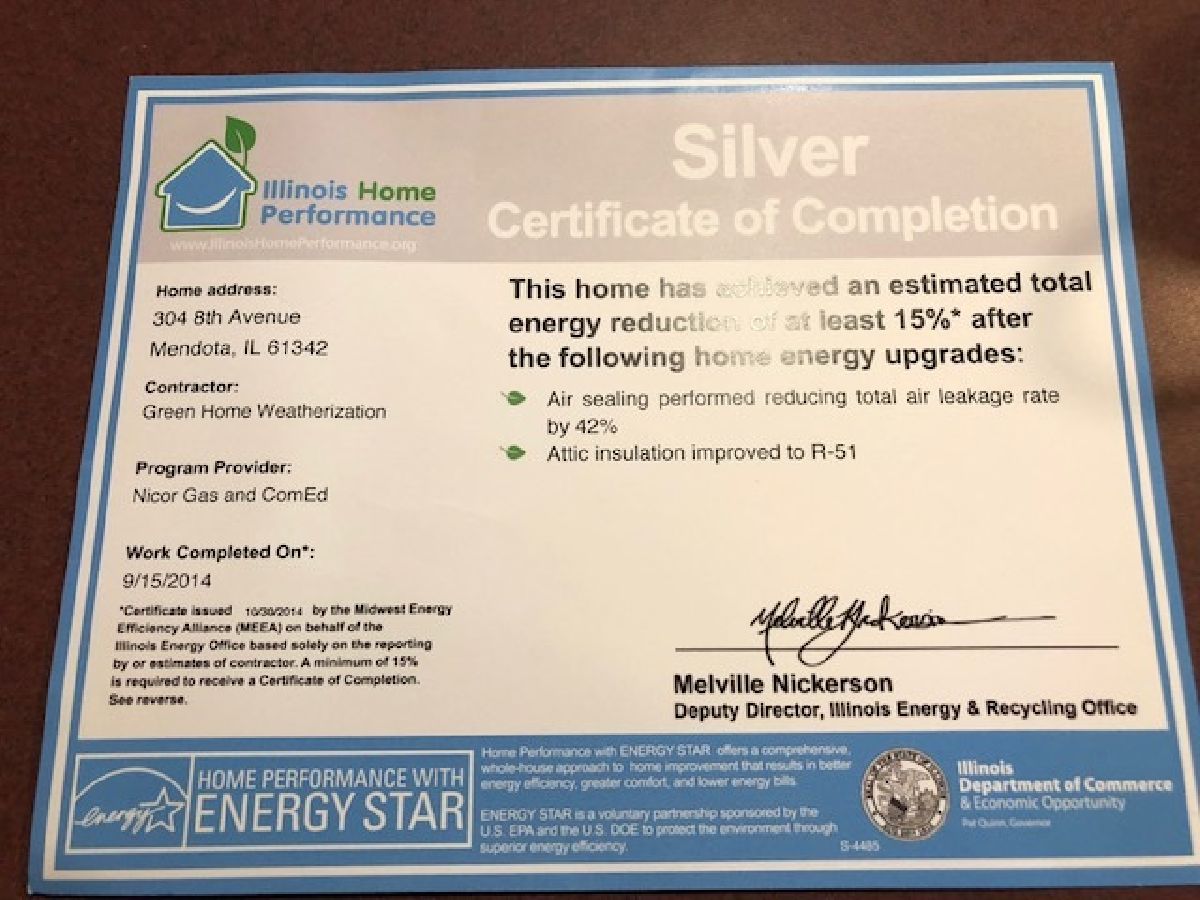 Illinois Home
Performance
www.IllinoisHomePerformance.org
Silver
Certificate of Completion
Home address:
304 8th Avenue
Mendota, IL 61342
Contractor:
Green Home Weatherization
Program Provider:
Nicor Gas and ComEd
Work Completed On*:
9/15/2014
*Certificate issued 10/30/2014 by the Midwest Energy
Efficiency Alliance (MEEA) on behalf of the
Illinois Energy Office based solely on the reporting
by or estimates of contractor. A minimum of 15%
is required to receive a Certificate of Completion.
See reverse.
This home has achieved an estimated total
energy reduction of at least 15%* after
the following home energy upgrades:
Air sealing performed reducing total air leakage rate
by 42%
Attic insulation improved to R-51
Melville Nickerson
Melville Nickerson
Deputy Director, Illinois Energy & Recycling Office
energy
HOME PERFORMANCE WITH
ENERGY STAR
Home Performance with ENERGY STAR offers a comprehensive,
whole-house approach to home improvement that results in better
energy efficiency, greater comfort, and lower energy bills.
ENERGY STAR is a voluntary partnership sponsored by the
U.S. EPA and the U.S. DOE to protect the environment through
superior energy efficiency.
S-4485
Illinois
Department of Commerce
& Economic Opportunity
Pat Quinn, Governor